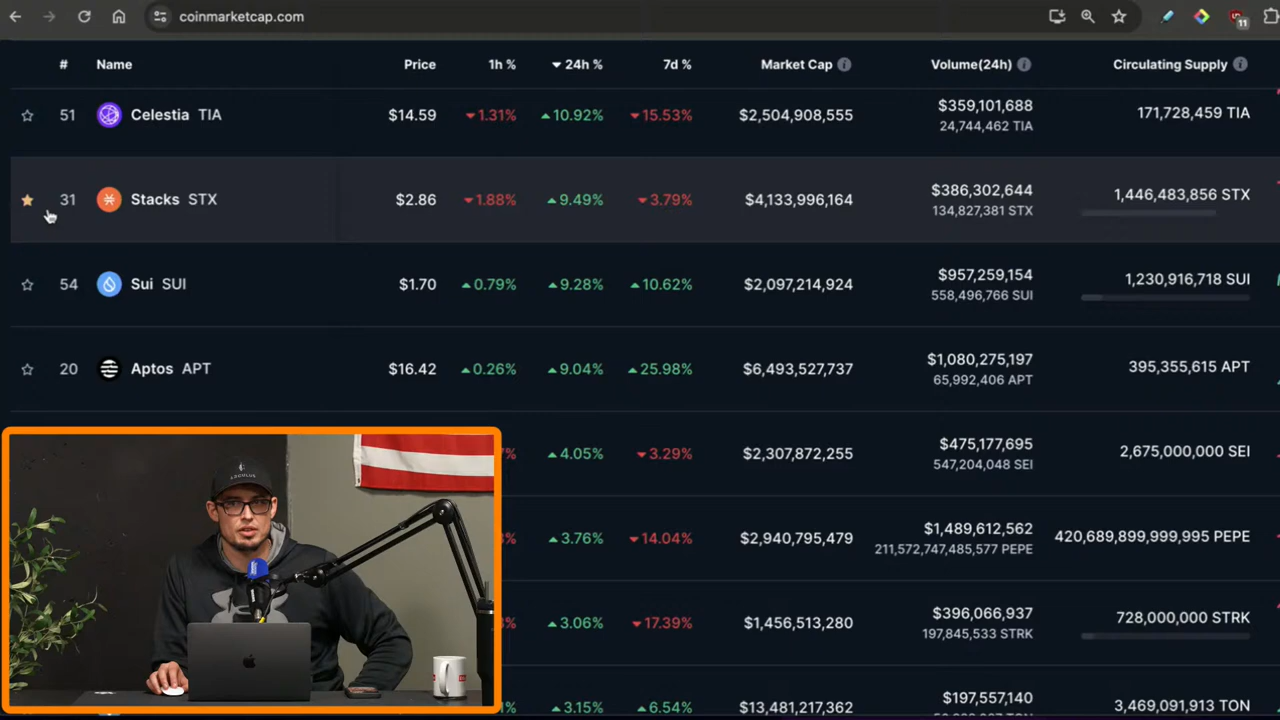 coinmarketcap.com
11
# Name Price 1h % 24h % 7d % Market Cap Volume(24h) Circulating Supply
51 Celestia TIA $14.59 1.31% 10.92% 15.53% $2,504,908,555 $359,101,688 171,728,459 TIA
24,744,462 TIA
31 Stacks STX $2.86 1.88% 9.49% 3.79% $4,133,996,164 $386,302,644 1,446,483,856 STX
134,827,381 STX
54 Sui SUI $1.70 0.79% 9.28% 10.62% $2,097,214,924 $957,259,154 1,230,916,718 SUI
558,496,766 SUI
20 Aptos APT $16.42 0.26% 9.04% 25.98% $6,493,527,737 $1,080,275,197 395,355,615 APT
65,992,406 APT
4.05% 3.29% $2,307,872,255 $475,177,695 2,675,000,000 SEI
547,204,048 SEI
3.76% 14.04% $2,940,795,479 $1,489,612,562 420,689,899,999,995 PEPE
211,572,747,485,577 PEPE
3.06% 17.39% $1,456,513,280 $396,066,937 728,000,000 STRK
197,845,533 STRK
3.15% 6.54% $13,481,217,362 $197,557,140 3,469,091,913 TON